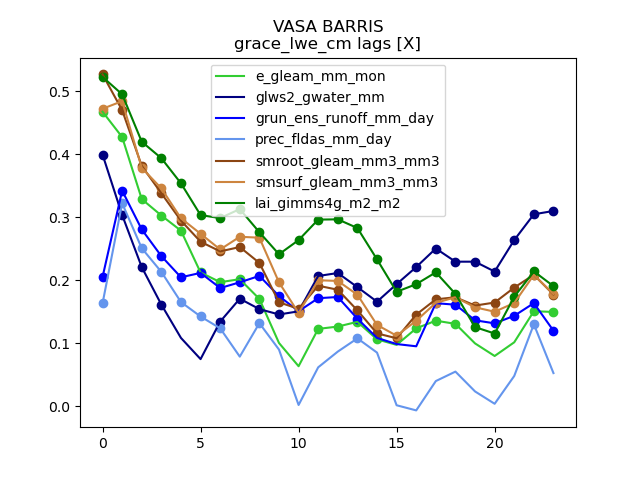 VASA BARRIS
grace_lwe_cm lags [X]
e_gleam_mm_mon
glws2_gwater_mm
grun_ens_runoff_mm_day
prec_fldas_mm_day
smroot_gleam_mm3_mm3
smsurf_gleam_mm3_mm3
lai_gimms4g_m2_m2
0.5
0.4
0.3
0.2
0.1
0.0
0 5 10 15 20